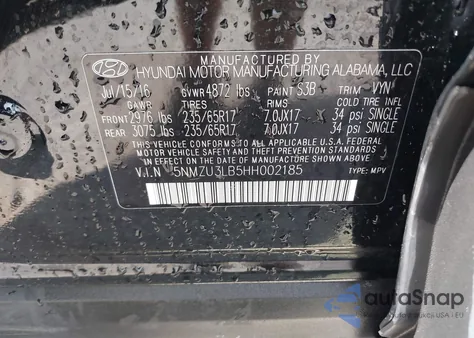 MANUFACTURED BY
HYUNDAI MOTOR MANUFACTURING ALABAMA, LLC
Jul/15/16 GVWR 4872 lbs PAINT S3B TRIM VYN
GAWR TIRES RIMS COLD TIRE
FRONT 2976 lbs 235/65R17 7.0JX17 34 psi SINGLE
REAR 3075 lbs 235/65R17 7.0JX17 34 psi SINGLE
THIS VEHICLE CONFORMS TO ALL APPLICABLE U.S.A. FEDERAL
MOTOR VEHICLE SAFETY AND THEFT PREVENTION STANDARDS
IN EFFECT ON THE DATE OF MANUFACTURE SHOWN ABOVE.
V.I.N 5NMZU3LB5HH002185 TYPE: MPV
autoSnap